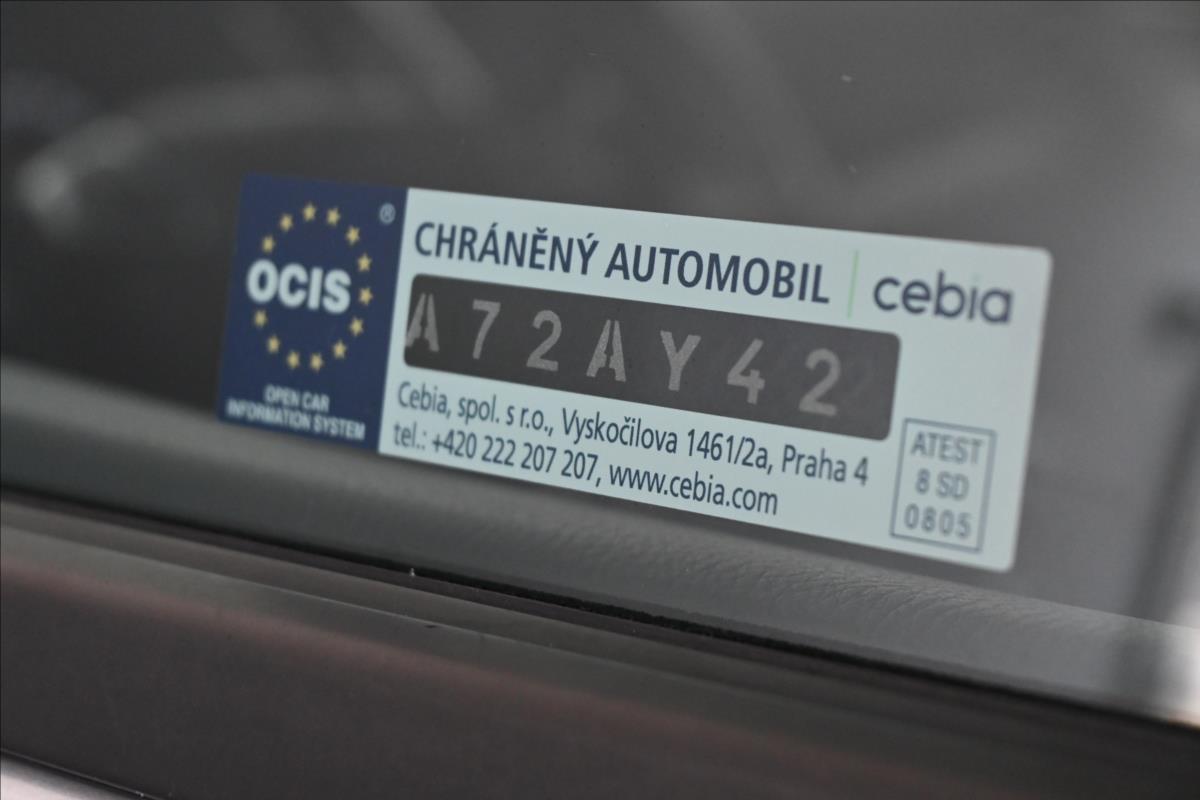 OCIS
®
OPEN CAR
INFORMATION SYSTEM
CHRÁNĚNÝ AUTOMOBIL
cebia
A72AY42
Cebia, spol. s r.o., Vyskočilova 1461/2a, Praha 4
tel.: +420 222 207 207, www.cebia.com
ATEST
8 SD
0805